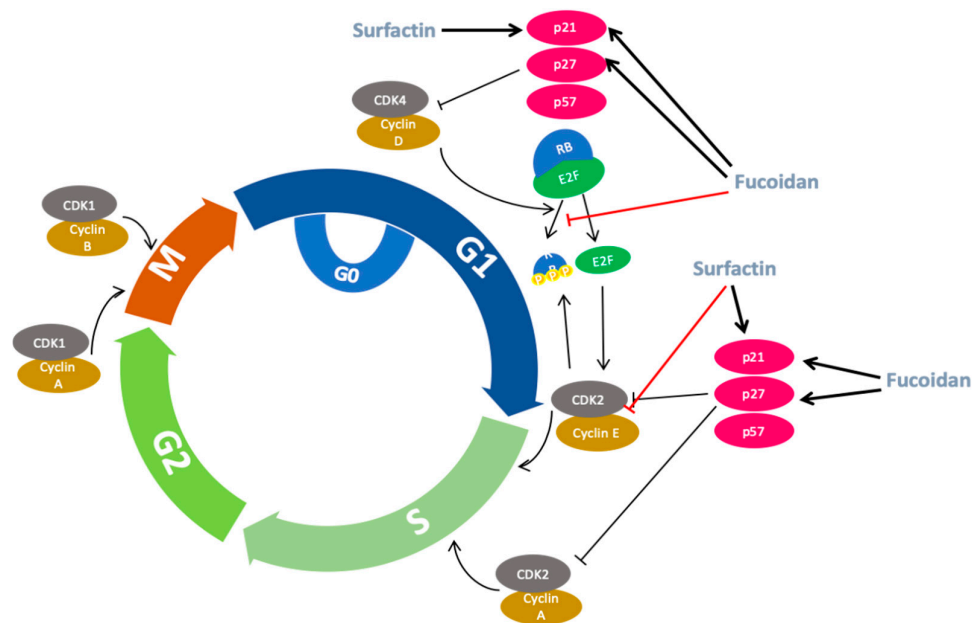 Surfactin
p21
p27
p57
CDK4
Cyclin
D
RB
E2F
Fucoidan
CDK1
Cyclin
B
M
G0
G1
R
B
P
P
P
E2F
Surfactin
CDK1
Cyclin
A
p21
p27
p57
Fucoidan
CDK2
Cyclin E
G2
S
CDK2
Cyclin
A